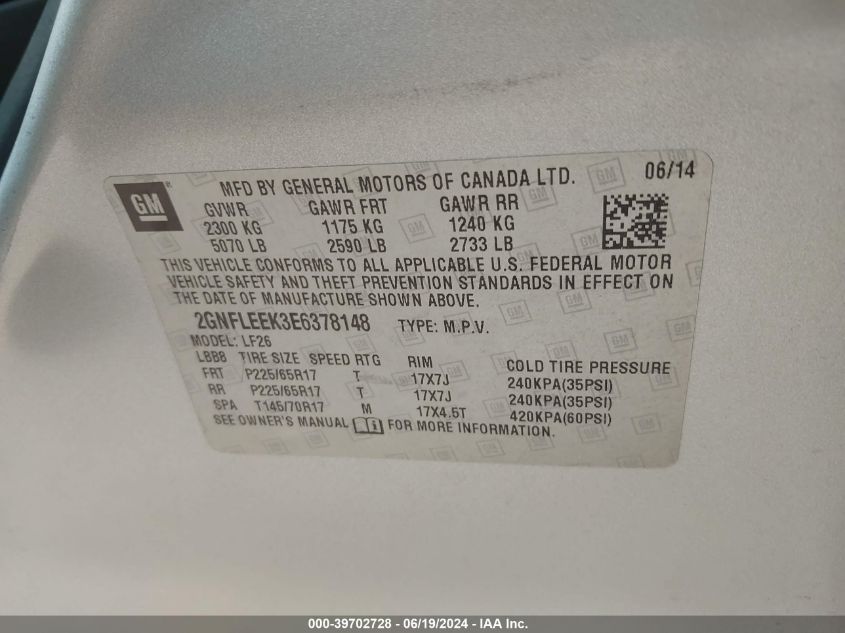 GM ® MFD BY GENERAL MOTORS OF CANADA LTD. 06/14
GVWR GAWR FRT GAWR RR
2300 KG 1175 KG 1240 KG
5070 LB 2590 LB 2733 LB
THIS VEHICLE CONFORMS TO ALL APPLICABLE U.S. FEDERAL MOTOR
VEHICLE SAFETY AND THEFT PREVENTION STANDARDS IN EFFECT ON
THE DATE OF MANUFACTURE SHOWN ABOVE.
2GNFLEEK3E6378148 TYPE: M.P.V.
MODEL: LF26
LBB8 TIRE SIZE SPEED RTG RIM COLD TIRE PRESSURE
FRT P225/65R17 T 17X7J 240KPA(35PSI)
RR P225/65R17 T 17X7J 240KPA(35PSI)
SPA T145/70R17 M 17X4.5T 420KPA(60PSI)
SEE OWNER'S MANUAL FOR MORE INFORMATION.
000-39702728 - 06/19/2024 - IAA Inc.